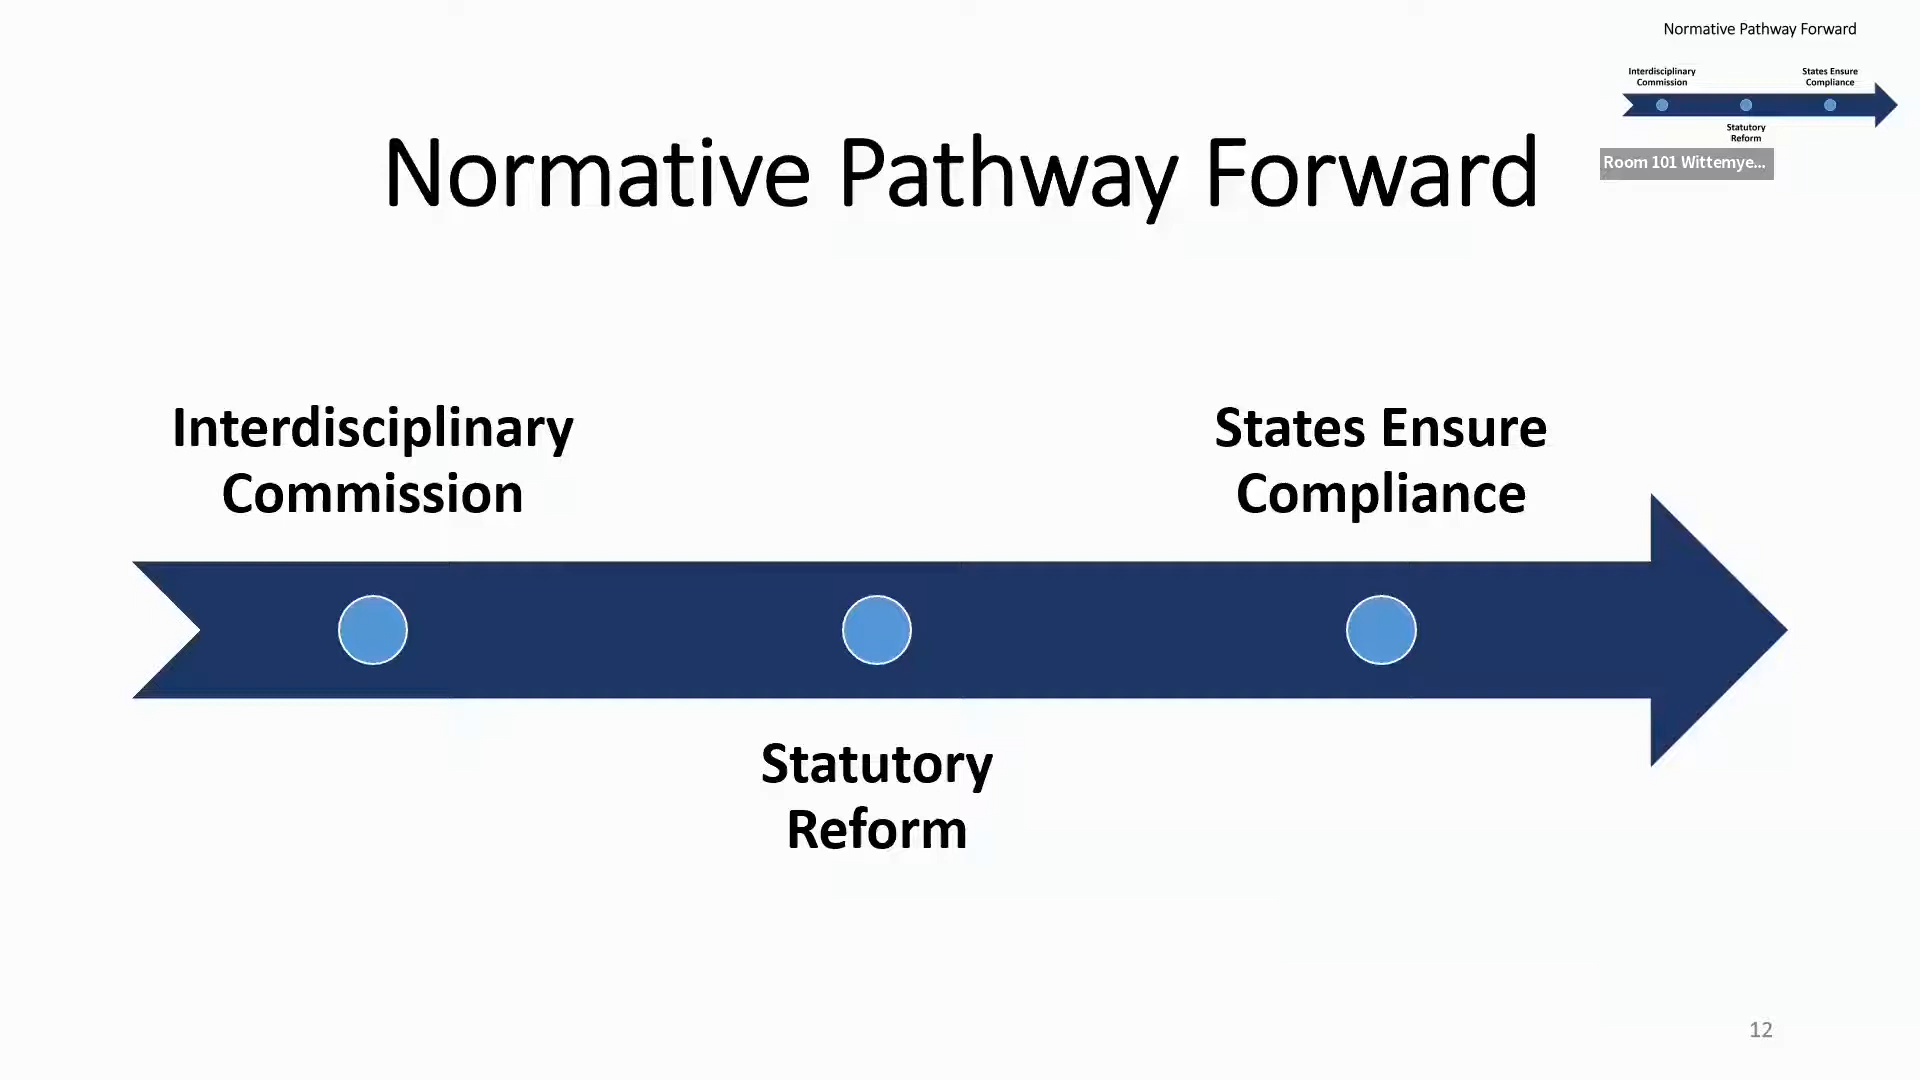 Normative Pathway Forward
Interdisciplinary
Commission
States Ensure
Compliance
Statutory
Reform
12
Normative Pathway Forward
Interdisciplinary
Commission
States Ensure
Compliance
Statutory
Reform
Room 101 Wittemye...